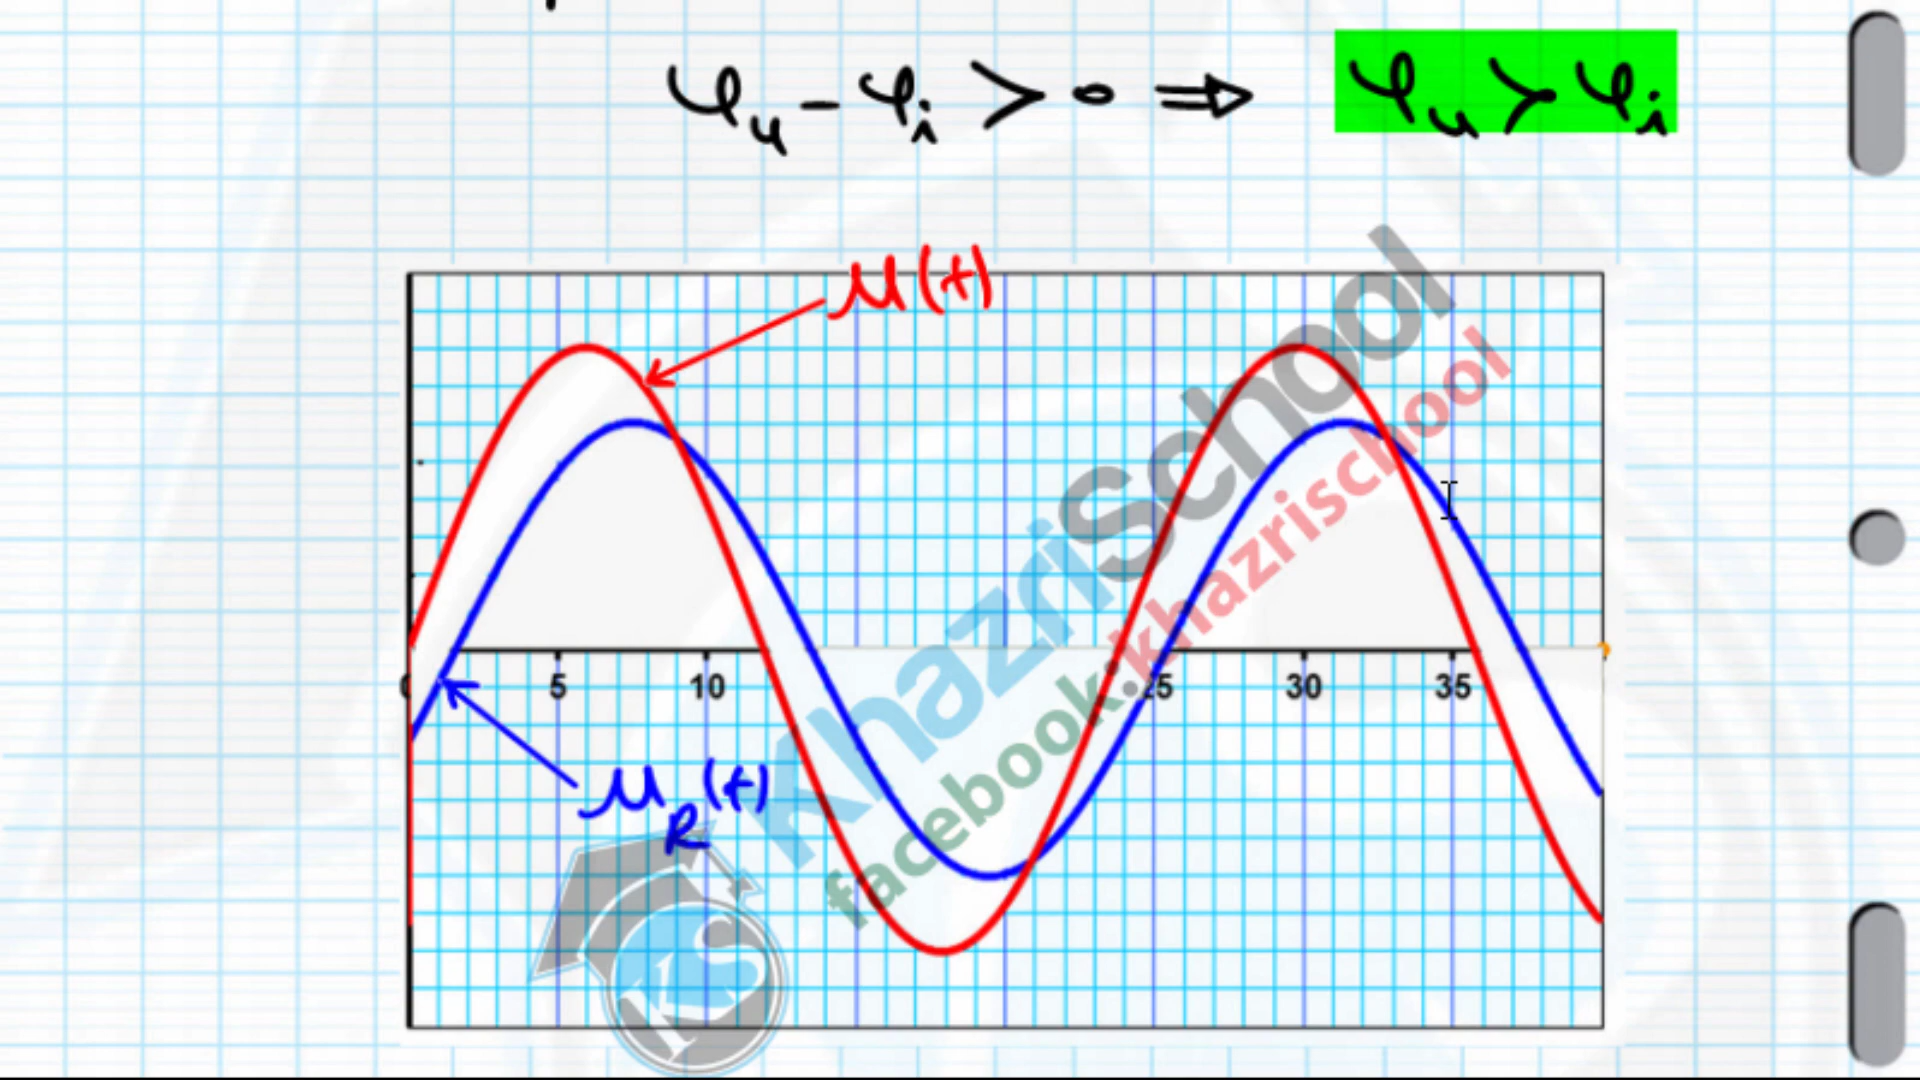 φu - φi > 0 ⇒ φu > φi
u(t)
0 5 10 25 30 35
uR(t)
KhazriSchool
facebook:khazrischool
KS